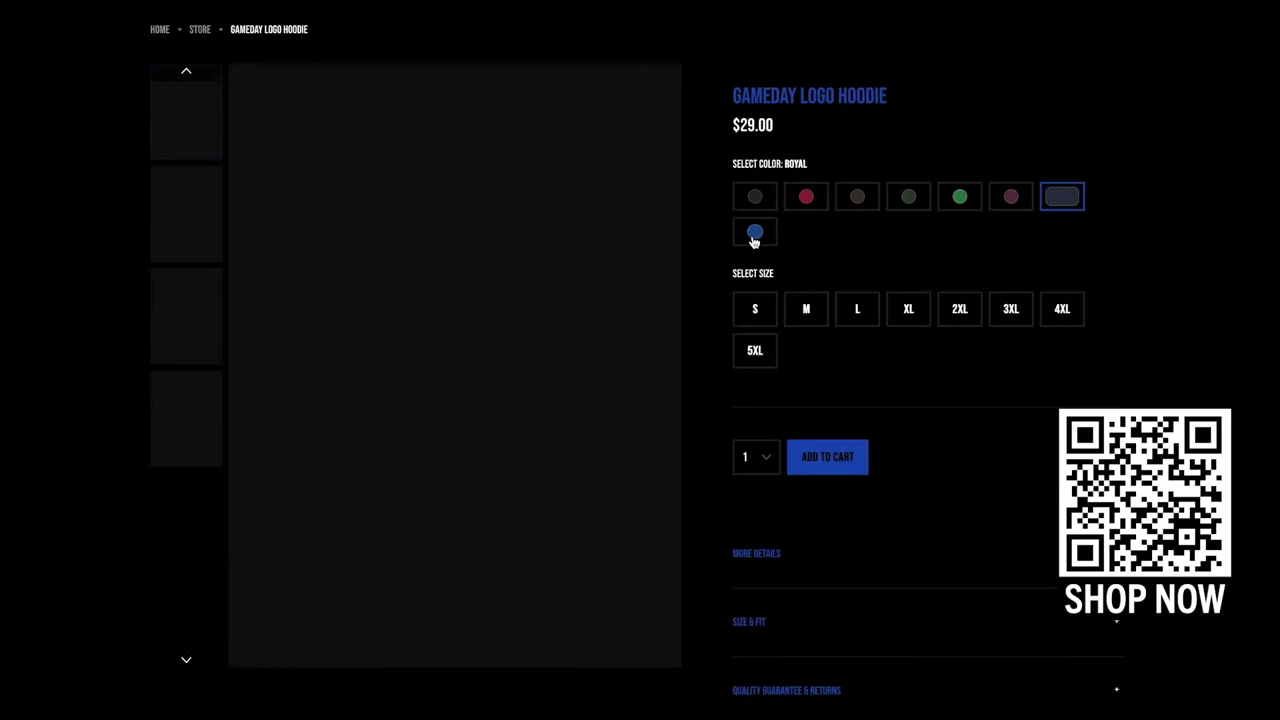 HOME » STORE » GAMEDAY LOGO HOODIE
GAMEDAY LOGO HOODIE
$29.00
SELECT COLOR: ROYAL
SELECT SIZE
S M L XL 2XL 3XL 4XL
5XL
1 ADD TO CART
MORE DETAILS
SHOP NOW
SIZE & FIT
QUALITY GUARANTEE & RETURNS +